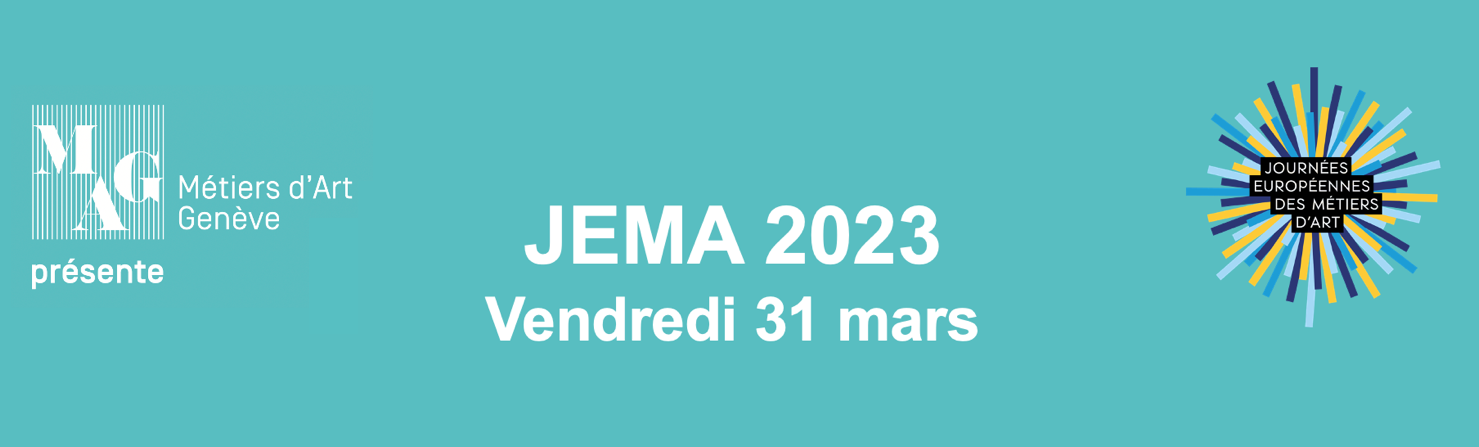 MAG
Métiers d'Art
Genève
présente
JEMA 2023
Vendredi 31 mars
JOURNÉES
EUROPÉENNES
DES MÉTIERS
D'ART